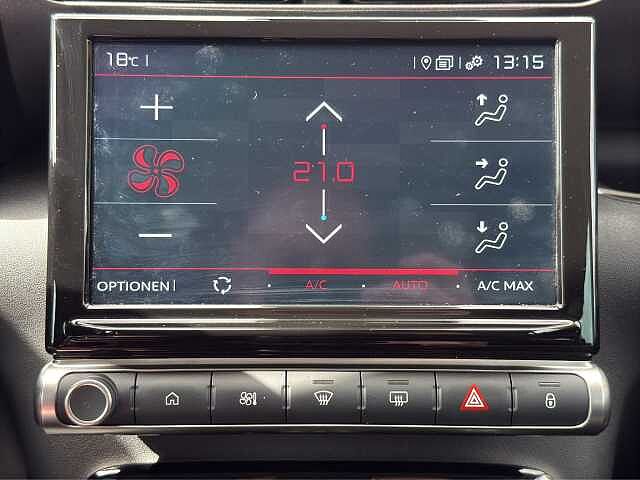 18°C
13:15
21.0
OPTIONEN
A/C
AUTO
A/C MAX